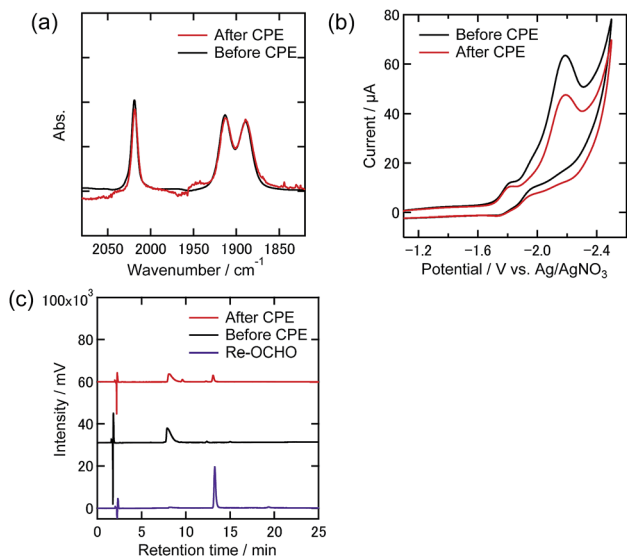 (a)
After CPE
Before CPE
Abs.
2050 2000 1950 1900 1850
Wavenumber / cm-1
(b)
80
60
40
20
0
Current / µA
Before CPE
After CPE
−1.2 −1.6 −2.0 −2.4
Potential / V vs. Ag/AgNO3
(c)
100x10³
80
60
40
20
0
Intensity / mV
After CPE
Before CPE
Re-OCHO
0 5 10 15 20 25
Retention time / min